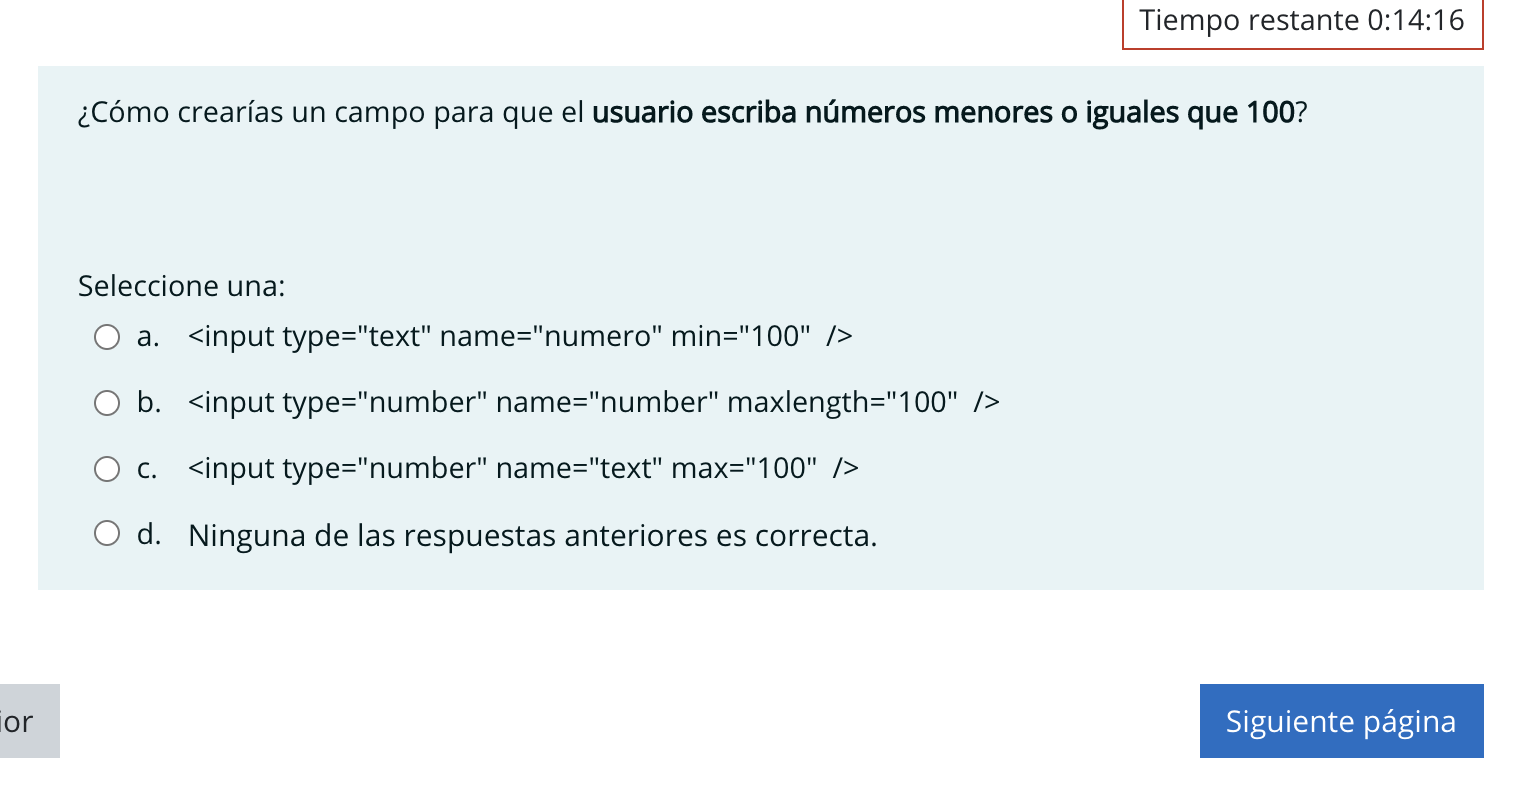 Tiempo restante 0:14:16
¿Cómo crearías un campo para que el usuario escriba números menores o iguales que 100?
Seleccione una:
a. <input type="text" name="numero" min="100" />
b. <input type="number" name="number" maxlength="100" />
c. <input type="number" name="text" max="100" />
d. Ninguna de las respuestas anteriores es correcta.
ior
Siguiente página